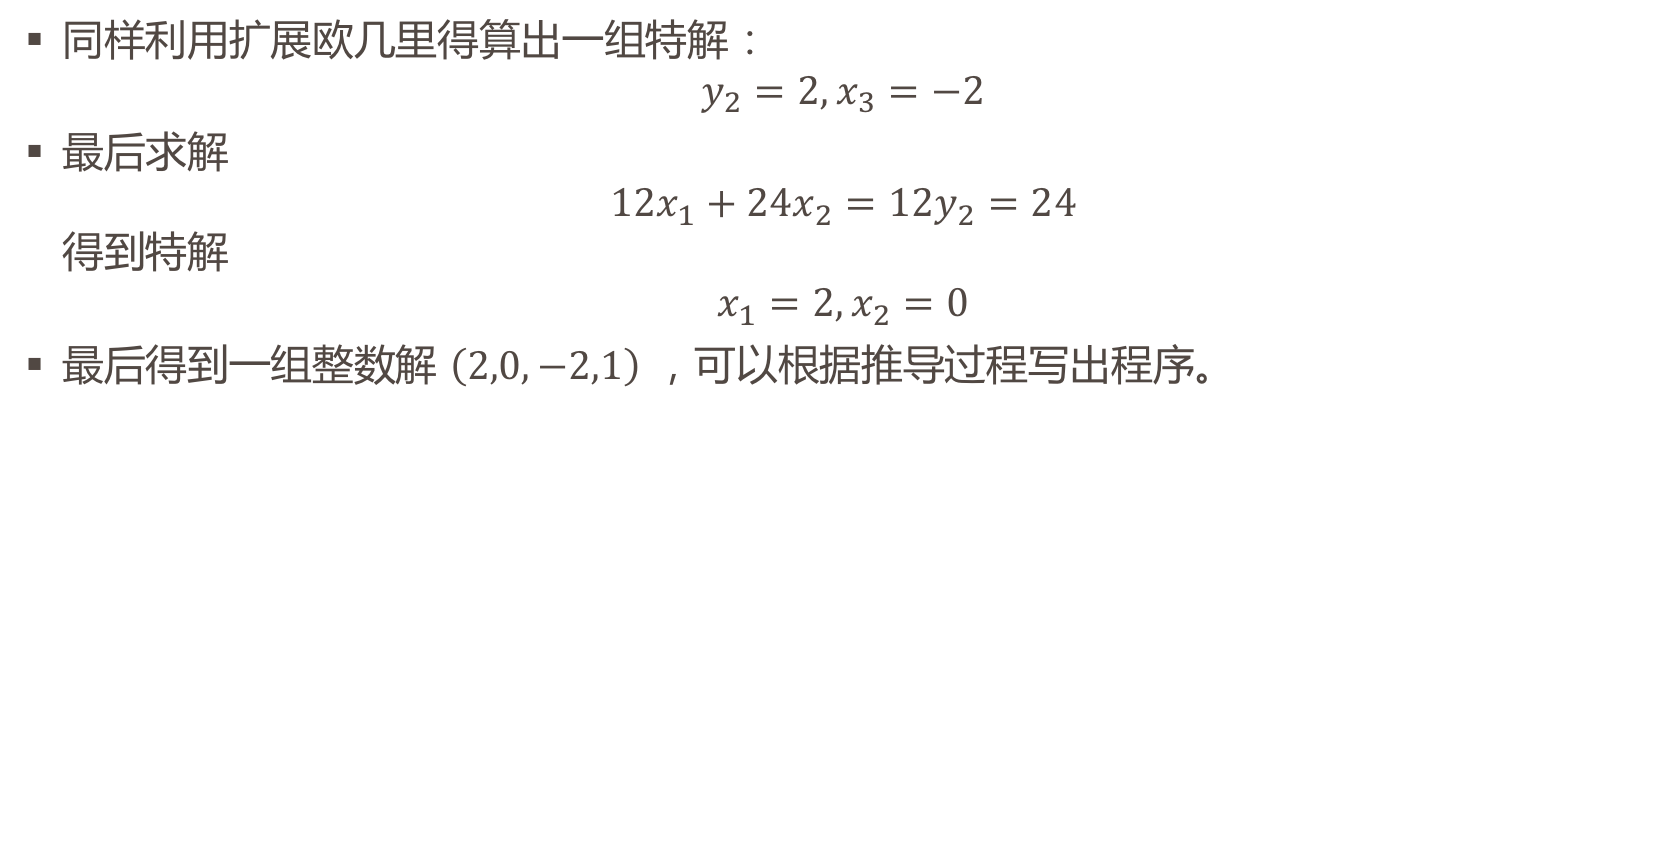 ▪ 同样利用扩展欧几里得算出一组特解：
y₂ = 2, x₃ = −2
▪ 最后求解
12x₁ + 24x₂ = 12y₂ = 24
得到特解
x₁ = 2, x₂ = 0
▪ 最后得到一组整数解 (2,0, −2,1) ，可以根据推导过程写出程序。